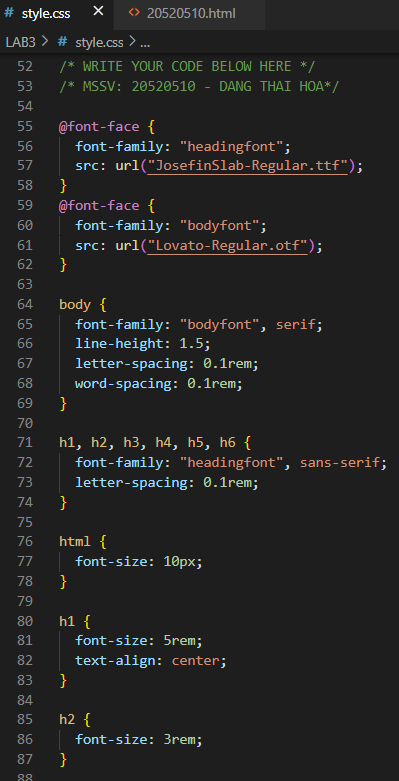 # style.css × <> 20520510.html
LAB3 > # style.css > ...
52 /* WRITE YOUR CODE BELOW HERE */
53 /* MSSV: 20520510 - DANG THAI HOA*/
54
55 @font-face {
56   font-family: "headingfont";
57   src: url("JosefinSlab-Regular.ttf");
58 }
59 @font-face {
60   font-family: "bodyfont";
61   src: url("Lovato-Regular.otf");
62 }
63
64 body {
65   font-family: "bodyfont", serif;
66   line-height: 1.5;
67   letter-spacing: 0.1rem;
68   word-spacing: 0.1rem;
69 }
70
71 h1, h2, h3, h4, h5, h6 {
72   font-family: "headingfont", sans-serif;
73   letter-spacing: 0.1rem;
74 }
75
76 html {
77   font-size: 10px;
78 }
79
80 h1 {
81   font-size: 5rem;
82   text-align: center;
83 }
84
85 h2 {
86   font-size: 3rem;
87 }
88